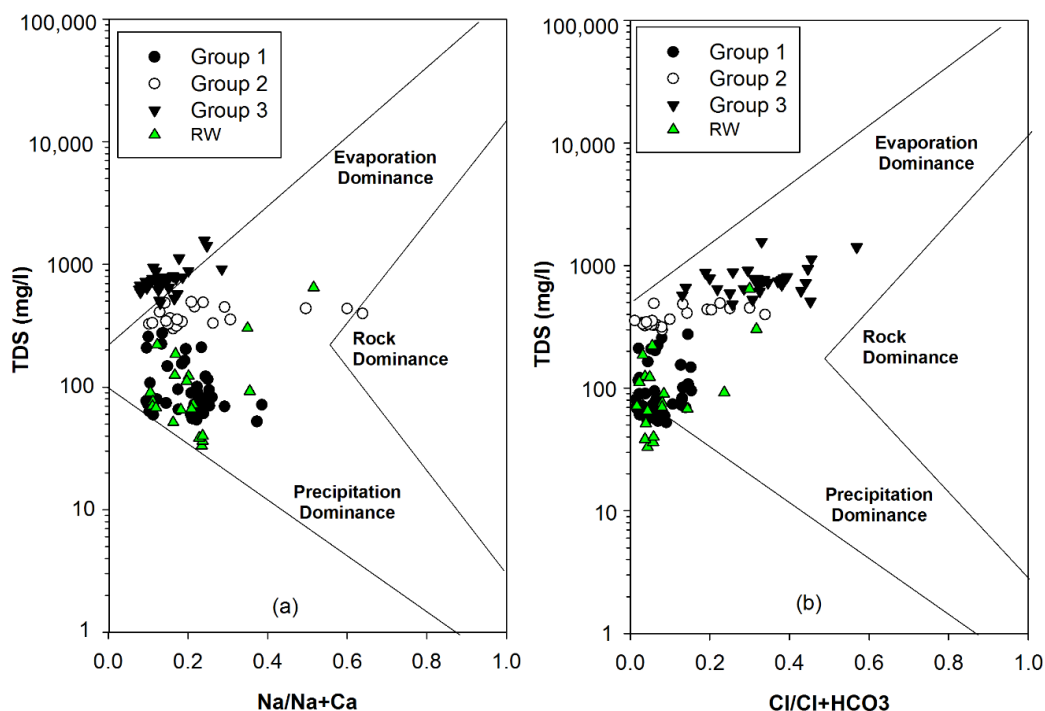 100,000
10,000
1000
100
10
1
TDS (mg/l)
Group 1
Group 2
Group 3
RW
Evaporation
Dominance
Rock
Dominance
Precipitation
Dominance
(a)
0.0 0.2 0.4 0.6 0.8 1.0
Na/Na+Ca
100,000
10,000
1000
100
10
1
TDS (mg/l)
Group 1
Group 2
Group 3
RW
Evaporation
Dominance
Rock
Dominance
Precipitation
Dominance
(b)
0.0 0.2 0.4 0.6 0.8 1.0
Cl/Cl+HCO3